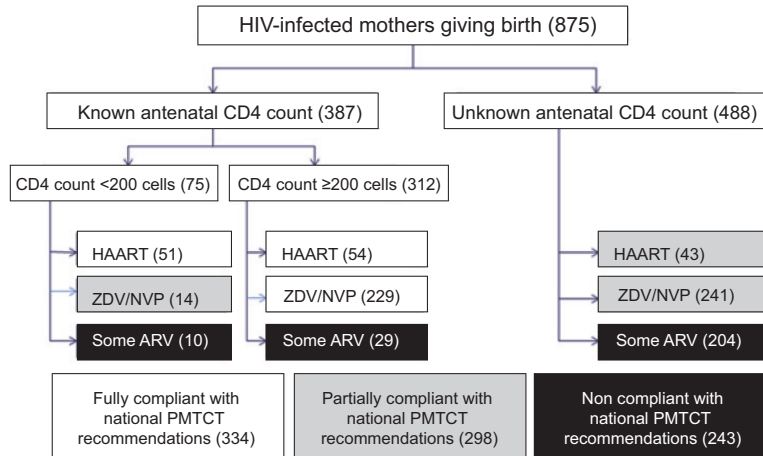 HIV-infected mothers giving birth (875)
Known antenatal CD4 count (387)
Unknown antenatal CD4 count (488)
CD4 count <200 cells (75)
CD4 count ≥200 cells (312)
HAART (51)
HAART (54)
HAART (43)
ZDV/NVP (14)
ZDV/NVP (229)
ZDV/NVP (241)
Some ARV (10)
Some ARV (29)
Some ARV (204)
Fully compliant with
national PMTCT
recommendations (334)
Partially compliant with
national PMTCT
recommendations (298)
Non compliant with
national PMTCT
recommendations (243)